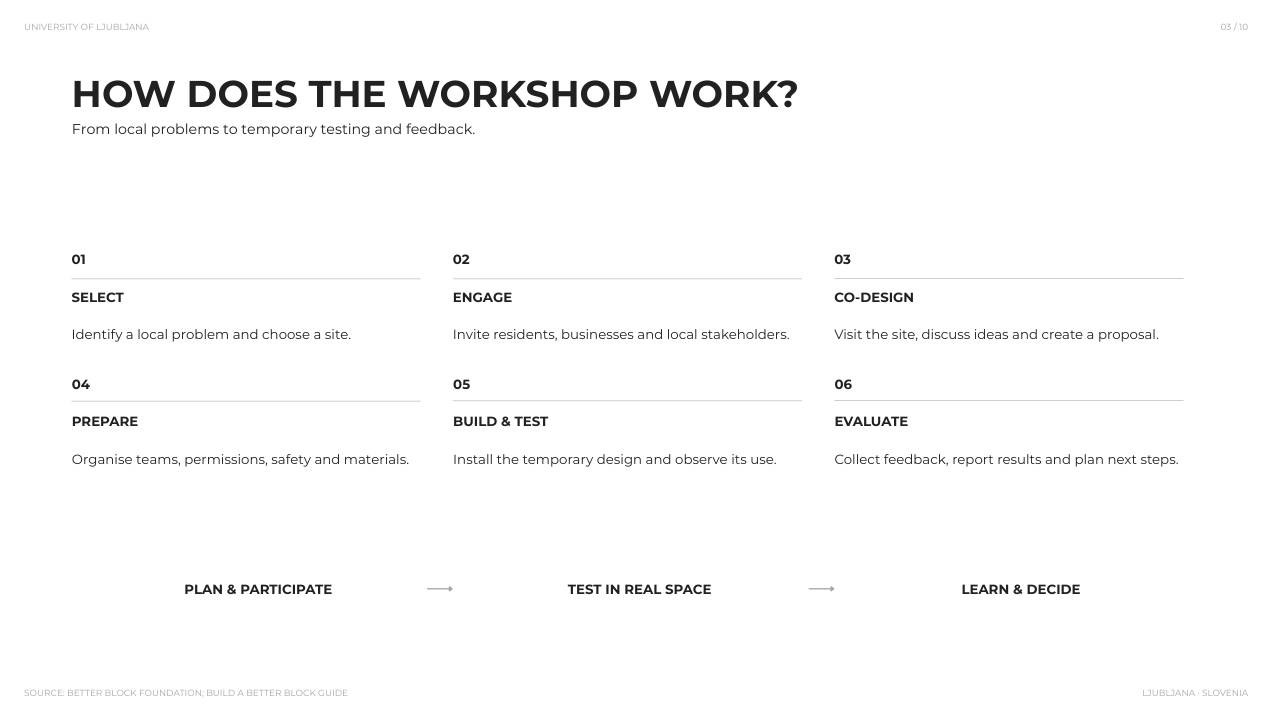 UNIVERSITY OF LJUBLJANA
03 / 10
HOW DOES THE WORKSHOP WORK?
From local problems to temporary testing and feedback.
01
SELECT
Identify a local problem and choose a site.
02
ENGAGE
Invite residents, businesses and local stakeholders.
03
CO-DESIGN
Visit the site, discuss ideas and create a proposal.
04
PREPARE
Organise teams, permissions, safety and materials.
05
BUILD & TEST
Install the temporary design and observe its use.
06
EVALUATE
Collect feedback, report results and plan next steps.
PLAN & PARTICIPATE
TEST IN REAL SPACE
LEARN & DECIDE
SOURCE: BETTER BLOCK FOUNDATION; BUILD A BETTER BLOCK GUIDE
LJUBLJANA · SLOVENIA